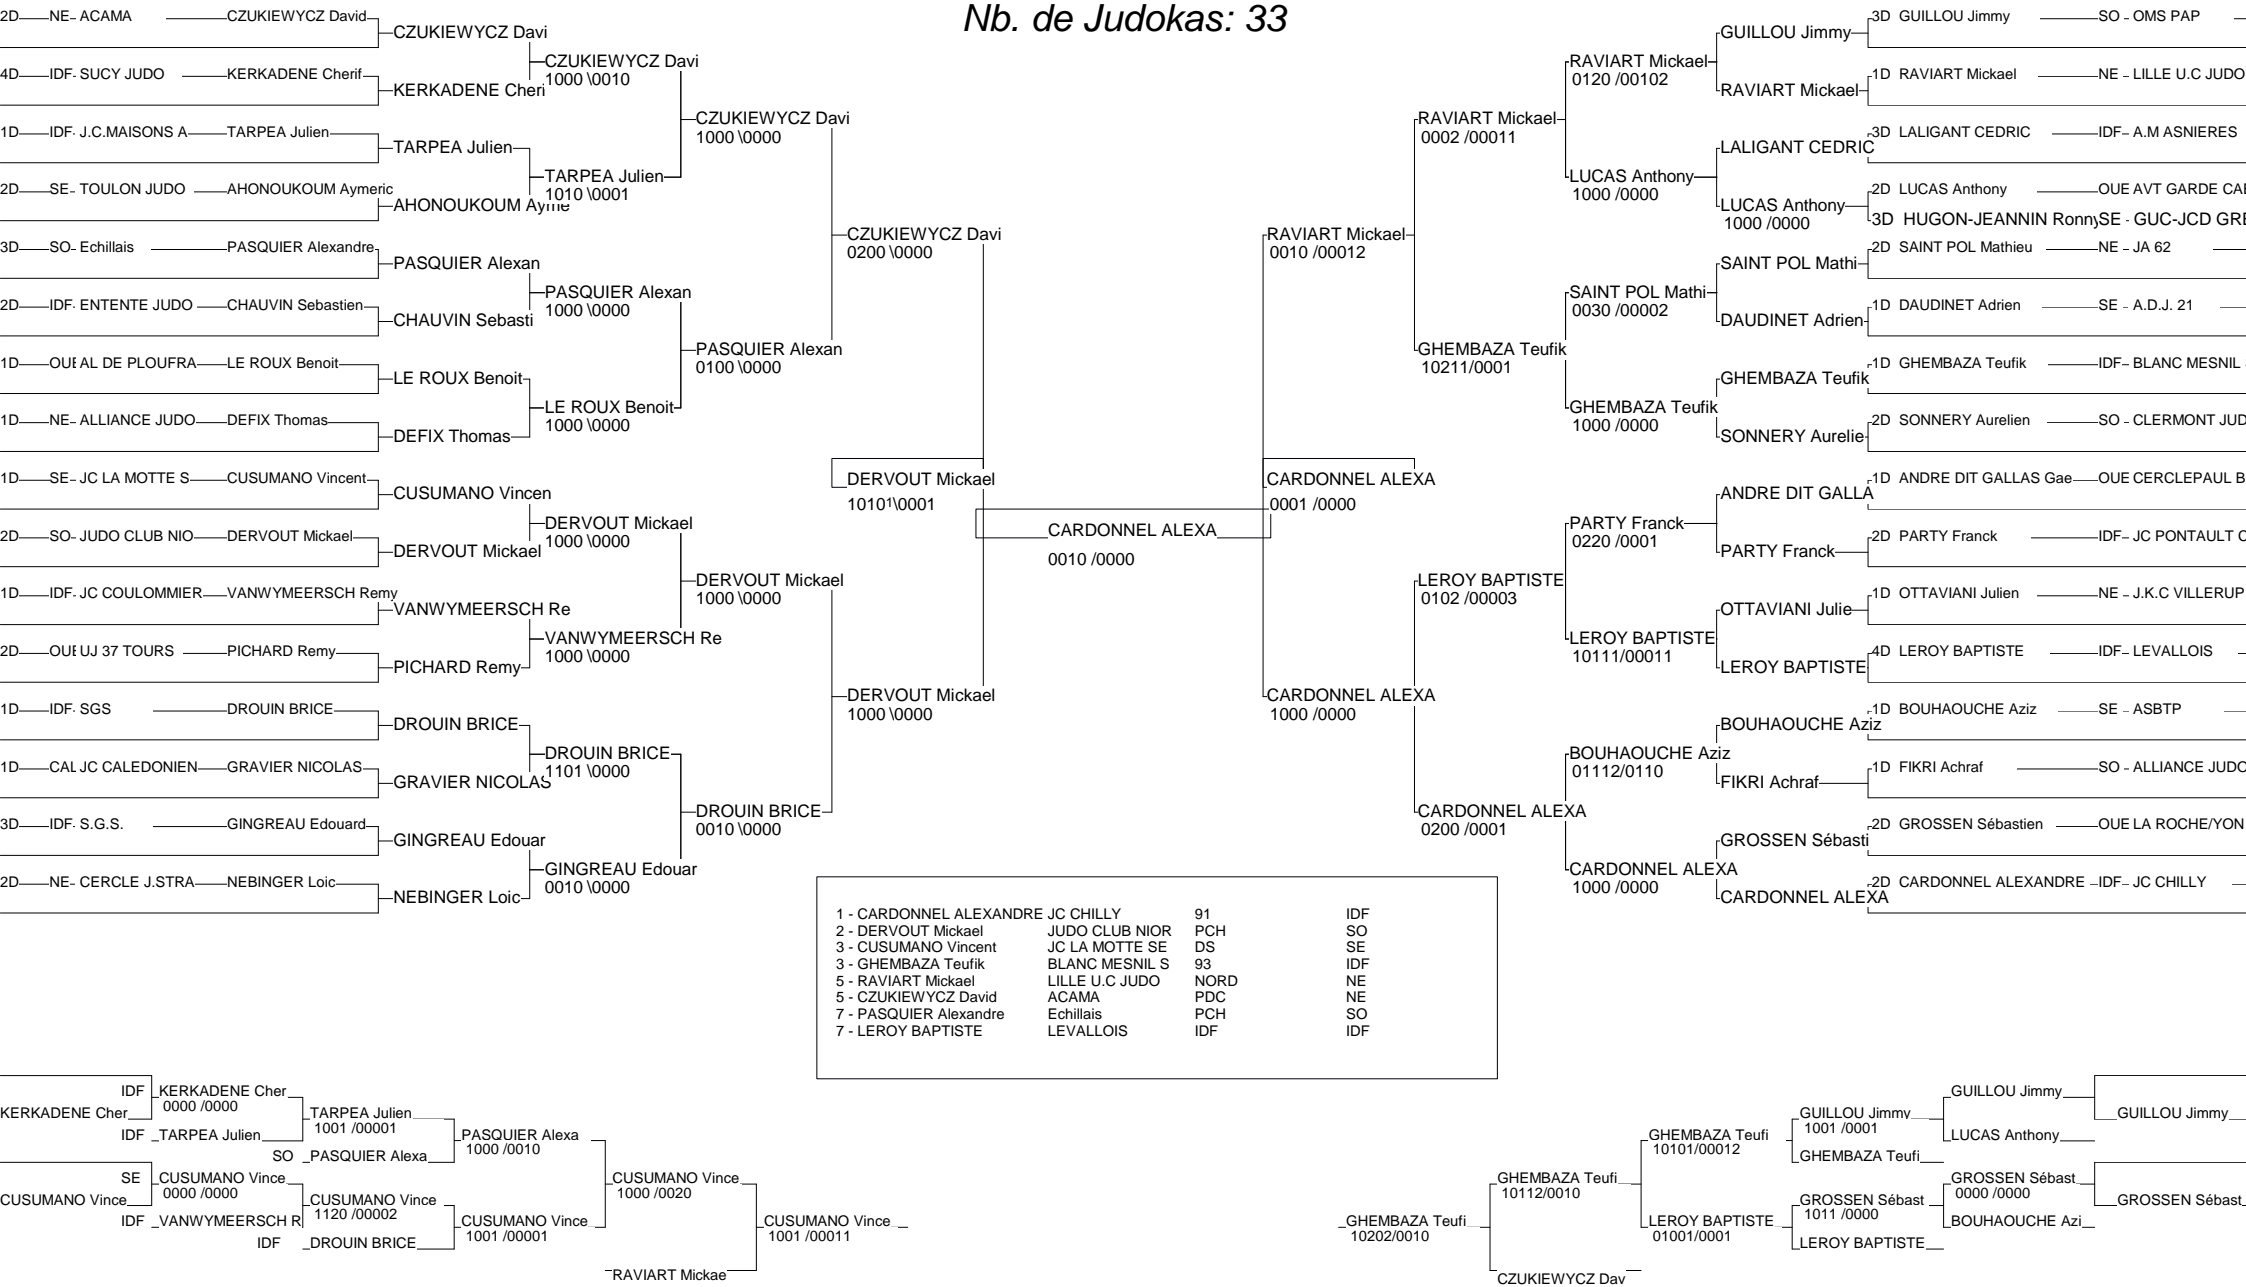 Nb. de Judokas: 33
2D NE- ACAMA CZUKIEWYCZ David
4D IDF- SUCY JUDO KERKADENE Cherif
1D IDF- J.C.MAISONS A TARPEA Julien
2D SE- TOULON JUDO AHONOUKOUM Aymeric
3D SO- Echillais PASQUIER Alexandre
2D IDF- ENTENTE JUDO CHAUVIN Sebastien
1D OUE AL DE PLOUFRA LE ROUX Benoit
1D NE- ALLIANCE JUDO DEFIX Thomas
1D SE- JC LA MOTTE S CUSUMANO Vincent
2D SO- JUDO CLUB NIO DERVOUT Mickael
1D IDF- JC COULOMMIER VANWYMEERSCH Remy
2D OUE UJ 37 TOURS PICHARD Remy
1D IDF- SGS DROUIN BRICE
1D CAL JC CALEDONIEN GRAVIER NICOLAS
3D IDF- S.G.S. GINGREAU Edouard
2D NE- CERCLE J.STRA NEBINGER Loic
CZUKIEWYCZ Davi
KERKADENE Cheri
TARPEA Julien
AHONOUKOUM Ayme
PASQUIER Alexan
CHAUVIN Sebasti
LE ROUX Benoit
DEFIX Thomas
CUSUMANO Vincen
DERVOUT Mickael
VANWYMEERSCH Re
PICHARD Remy
DROUIN BRICE
GRAVIER NICOLAS
GINGREAU Edouar
NEBINGER Loic
CZUKIEWYCZ Davi
1000 \0010
TARPEA Julien
1010 \0001
PASQUIER Alexan
1000 \0000
LE ROUX Benoit
1000 \0000
DERVOUT Mickael
1000 \0000
VANWYMEERSCH Re
1000 \0000
DROUIN BRICE
1101 \0000
GINGREAU Edouar
0010 \0000
CZUKIEWYCZ Davi
1000 \0000
PASQUIER Alexan
0100 \0000
DERVOUT Mickael
1000 \0000
DROUIN BRICE
0010 \0000
CZUKIEWYCZ Davi
0200 \0000
DERVOUT Mickael
1000 \0000
DERVOUT Mickael
10101\0001
CARDONNEL ALEXA
0010 /0000
CARDONNEL ALEXA
0001 /0000
RAVIART Mickael
0010 /00012
CARDONNEL ALEXA
1000 /0000
RAVIART Mickael
0002 /00011
GHEMBAZA Teufik
10211/0001
LEROY BAPTISTE
0102 /00003
CARDONNEL ALEXA
0200 /0001
RAVIART Mickael
0120 /00102
LUCAS Anthony
1000 /0000
SAINT POL Mathi
0030 /00002
GHEMBAZA Teufik
1000 /0000
PARTY Franck
0220 /0001
LEROY BAPTISTE
10111/00011
BOUHAOUCHE Aziz
01112/0110
CARDONNEL ALEXA
1000 /0000
GUILLOU Jimmy
RAVIART Mickael
LALIGANT CEDRIC
LUCAS Anthony
1000 /0000
SAINT POL Mathi
DAUDINET Adrien
GHEMBAZA Teufik
SONNERY Aurelie
ANDRE DIT GALLA
PARTY Franck
OTTAVIANI Julie
LEROY BAPTISTE
BOUHAOUCHE Aziz
FIKRI Achraf
GROSSEN Sébasti
CARDONNEL ALEXA
3D GUILLOU Jimmy SO - OMS PAP
1D RAVIART Mickael NE - LILLE U.C JUDO
3D LALIGANT CEDRIC IDF- A.M ASNIERES
2D LUCAS Anthony OUE AVT GARDE CAE
3D HUGON-JEANNIN Ronny SE - GUC-JCD GRE
2D SAINT POL Mathieu NE - JA 62
1D DAUDINET Adrien SE - A.D.J. 21
1D GHEMBAZA Teufik IDF- BLANC MESNIL
2D SONNERY Aurelien SO - CLERMONT JUD
1D ANDRE DIT GALLAS Gae OUE CERCLEPAUL B
2D PARTY Franck IDF- JC PONTAULT C
1D OTTAVIANI Julien NE - J.K.C VILLERUP
4D LEROY BAPTISTE IDF- LEVALLOIS
1D BOUHAOUCHE Aziz SE - ASBTP
1D FIKRI Achraf SO - ALLIANCE JUDO
2D GROSSEN Sébastien OUE LA ROCHE/YON
2D CARDONNEL ALEXANDRE IDF- JC CHILLY
1 - CARDONNEL ALEXANDRE JC CHILLY 91 IDF
2 - DERVOUT Mickael JUDO CLUB NIOR PCH SO
3 - CUSUMANO Vincent JC LA MOTTE SE DS SE
3 - GHEMBAZA Teufik BLANC MESNIL S 93 IDF
5 - RAVIART Mickael LILLE U.C JUDO NORD NE
5 - CZUKIEWYCZ David ACAMA PDC NE
7 - PASQUIER Alexandre Echillais PCH SO
7 - LEROY BAPTISTE LEVALLOIS IDF IDF
KERKADENE Cher
CUSUMANO Vince
IDF KERKADENE Cher
0000 /0000
IDF TARPEA Julien
SE CUSUMANO Vince
0000 /0000
IDF VANWYMEERSCH R
TARPEA Julien
1001 /00001
SO PASQUIER Alexa
CUSUMANO Vince
1120 /00002
IDF DROUIN BRICE
PASQUIER Alexa
1000 /0010
CUSUMANO Vince
1001 /00001
CUSUMANO Vince
1000 /0020
RAVIART Mickae
CUSUMANO Vince
1001 /00011
GHEMBAZA Teufi
10202/0010
GHEMBAZA Teufi
10112/0010
CZUKIEWYCZ Dav
GHEMBAZA Teufi
10101/00012
LEROY BAPTISTE
01001/0001
GUILLOU Jimmy
1001 /0001
GHEMBAZA Teufi
GROSSEN Sébast
1011 /0000
LEROY BAPTISTE
GUILLOU Jimmy
LUCAS Anthony
GROSSEN Sébast
0000 /0000
BOUHAOUCHE Azi
GUILLOU Jimmy
GROSSEN Sébast